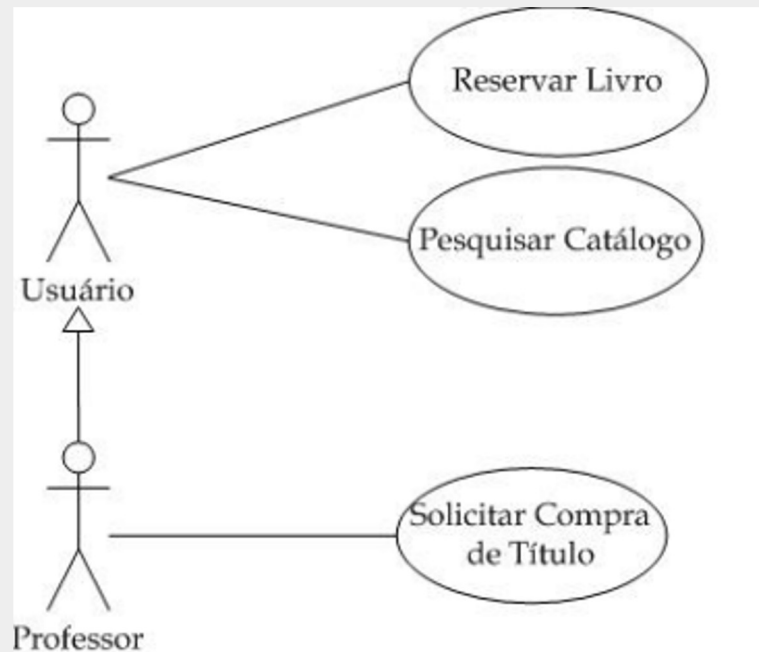 Reservar Livro
Pesquisar Catálogo
Usuário
Solicitar Compra
de Título
Professor